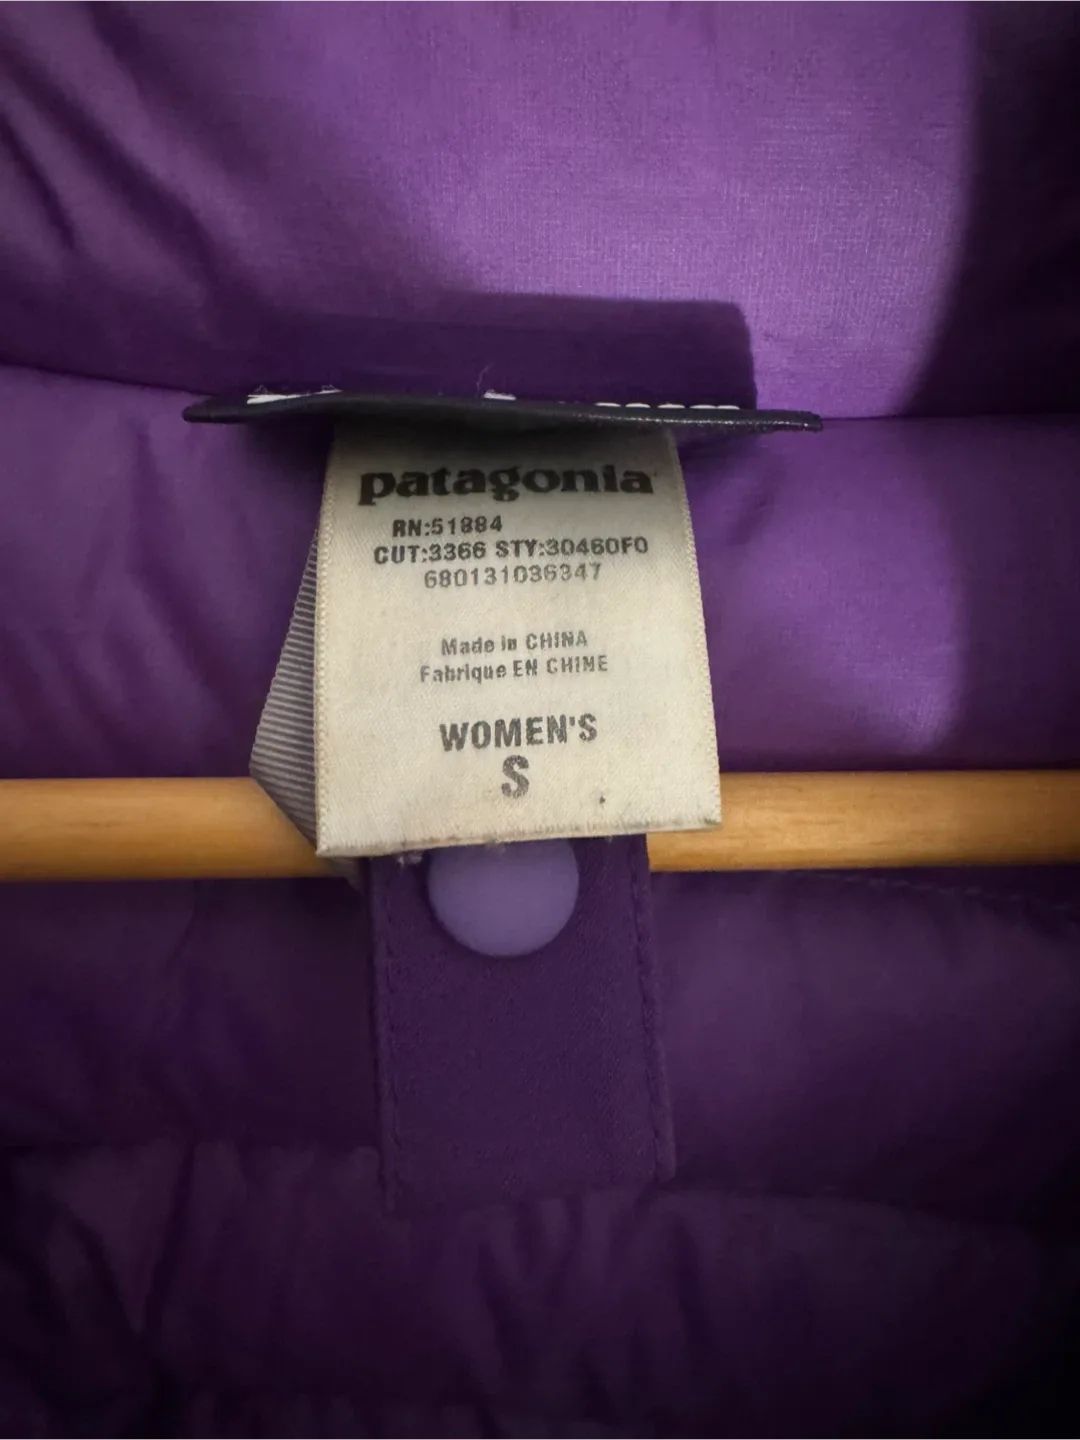 patagonia
RN:51884
CUT:3366 STY:30460F0
680131036347
Made in CHINA
Fabrique EN CHINE
WOMEN'S
S